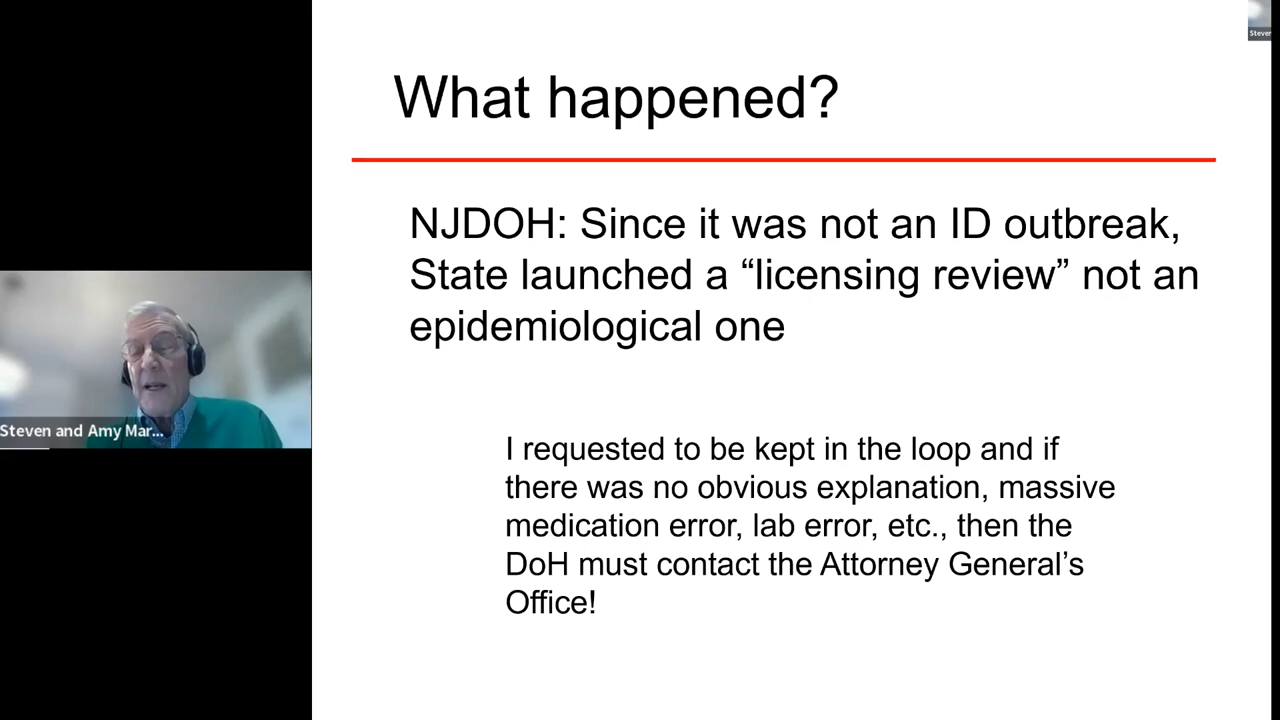 What happened?
NJDOH: Since it was not an ID outbreak,
State launched a “licensing review” not an
epidemiological one
I requested to be kept in the loop and if
there was no obvious explanation, massive
medication error, lab error, etc., then the
DoH must contact the Attorney General’s
Office!
Steven and Amy Mar...
Steven